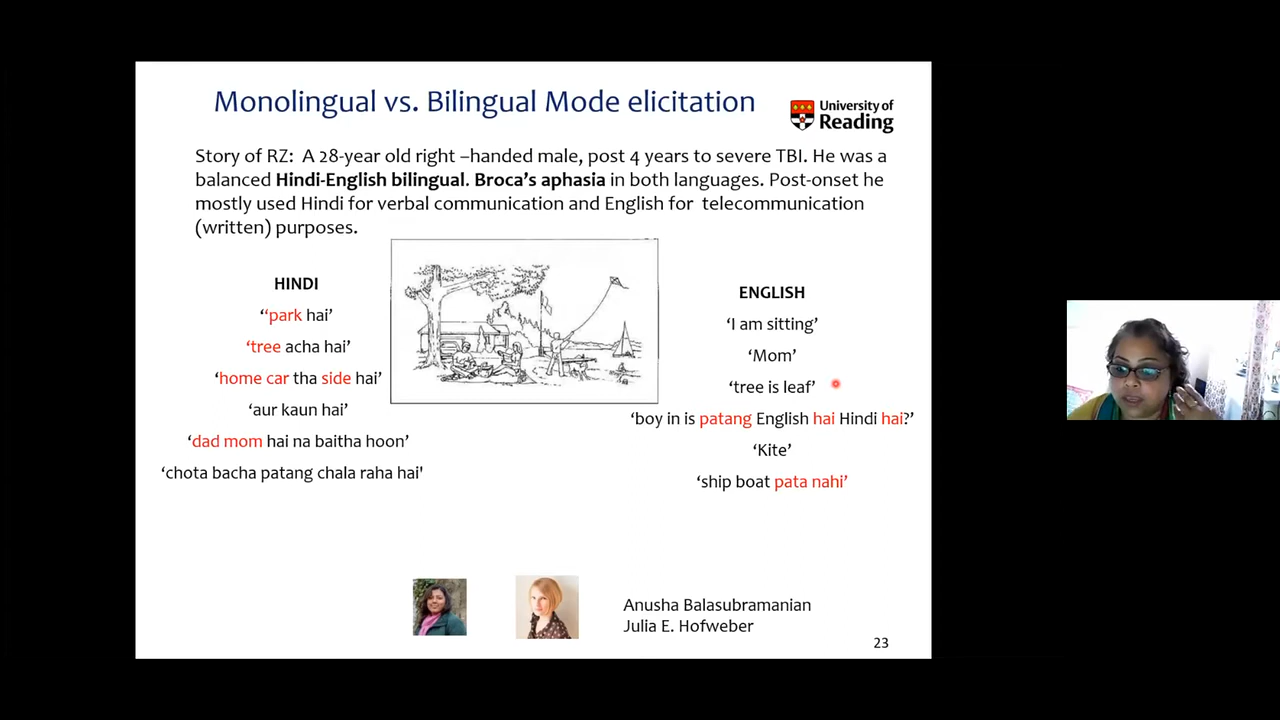 Monolingual vs. Bilingual Mode elicitation
University of
Reading
Story of RZ: A 28-year old right –handed male, post 4 years to severe TBI. He was a
balanced Hindi-English bilingual. Broca’s aphasia in both languages. Post-onset he
mostly used Hindi for verbal communication and English for telecommunication
(written) purposes.
HINDI
‘‘park hai’
‘tree acha hai’
‘home car tha side hai’
‘aur kaun hai’
‘dad mom hai na baitha hoon’
‘chota bacha patang chala raha hai'
ENGLISH
‘I am sitting’
‘Mom’
‘tree is leaf’
‘boy in is patang English hai Hindi hai?’
‘Kite’
‘ship boat pata nahi’
Anusha Balasubramanian
Julia E. Hofweber
23